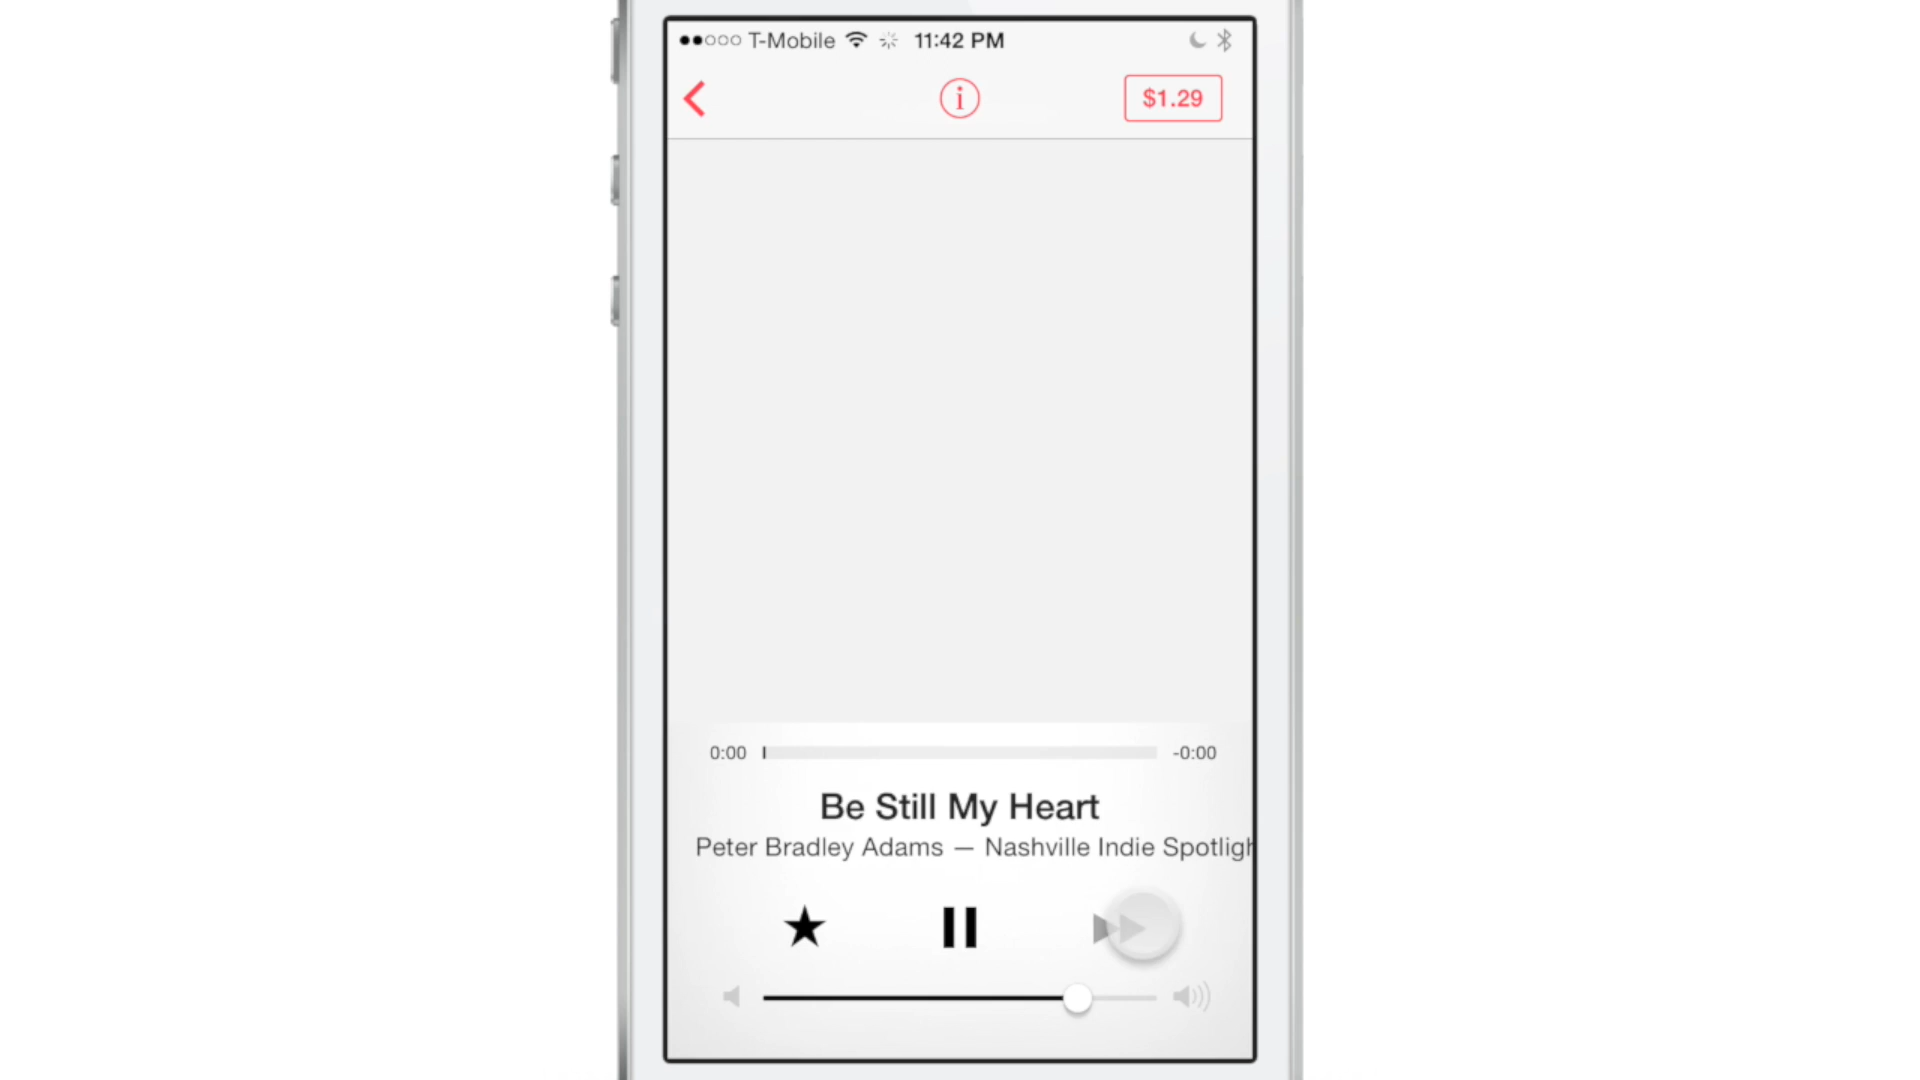 T-Mobile 11:42 PM
i $1.29
0:00 -0:00
Be Still My Heart
Peter Bradley Adams — Nashville Indie Spotligh